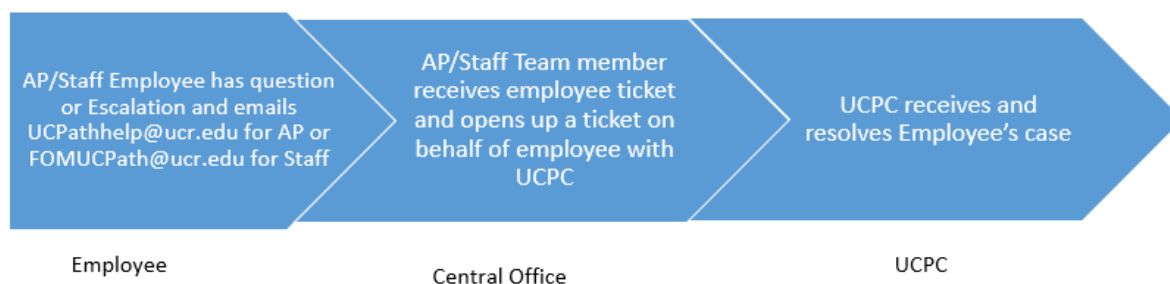 AP/Staff Employee has question
or Escalation and emails
UCPathhelp@ucr.edu for AP or
FOMUCPath@ucr.edu for Staff
AP/Staff Team member
receives employee ticket
and opens up a ticket on
behalf of employee with
UCPC
UCPC receives and
resolves Employee's case
Employee
Central Office
UCPC